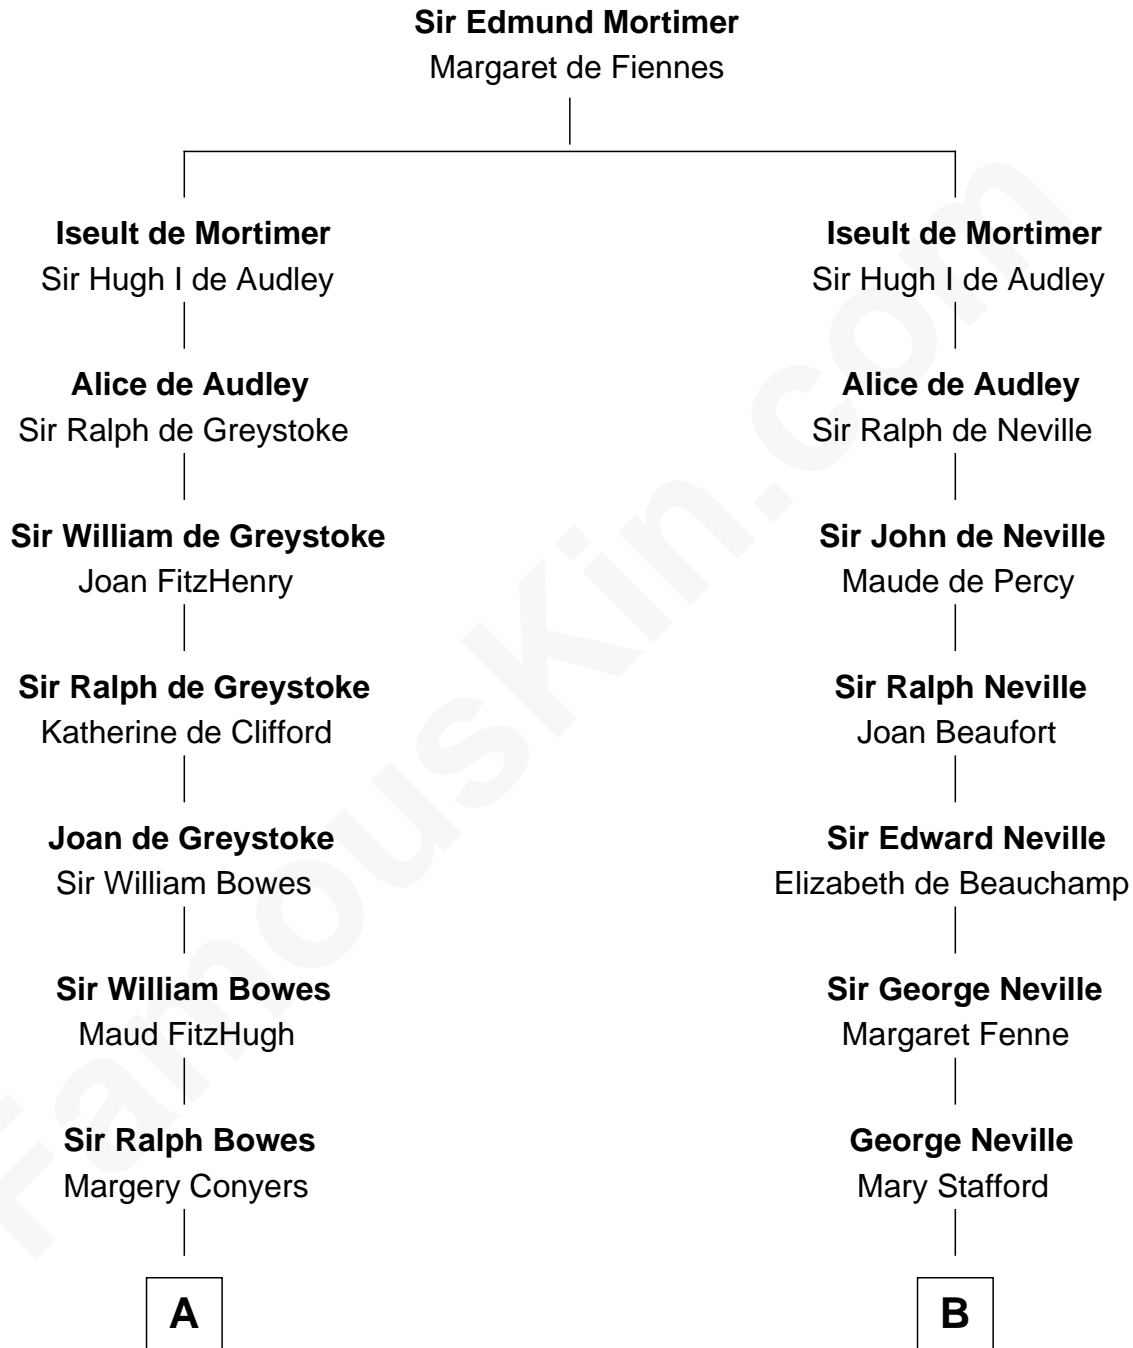 Sir Edmund Mortimer
Margaret de Fiennes
Iseult de Mortimer
Sir Hugh I de Audley
Iseult de Mortimer
Sir Hugh I de Audley
Alice de Audley
Sir Ralph de Greystoke
Alice de Audley
Sir Ralph de Neville
Sir William de Greystoke
Joan FitzHenry
Sir John de Neville
Maude de Percy
Sir Ralph de Greystoke
Katherine de Clifford
Sir Ralph Neville
Joan Beaufort
Joan de Greystoke
Sir William Bowes
Sir Edward Neville
Elizabeth de Beauchamp
Sir William Bowes
Maud FitzHugh
Sir George Neville
Margaret Fenne
Sir Ralph Bowes
Margery Conyers
George Neville
Mary Stafford
A
B
FamousKin.com